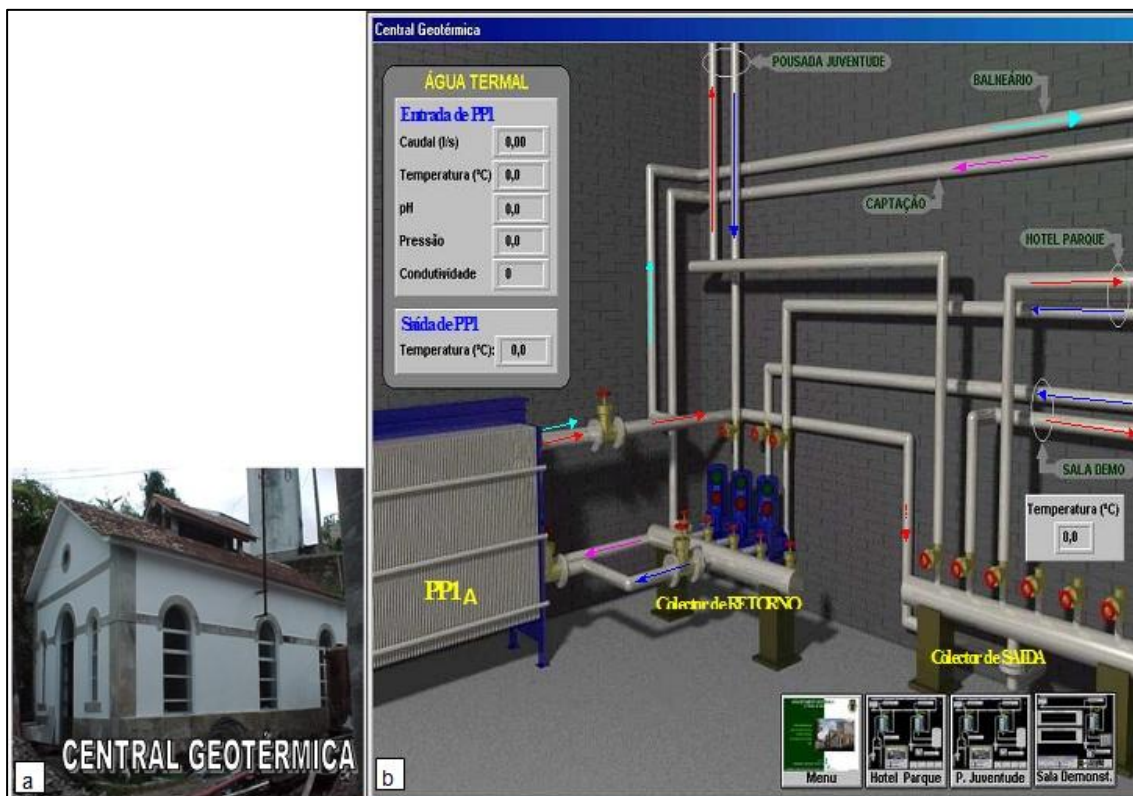 CENTRAL GEOTÉRMICA
a
Central Geotérmica
ÁGUA TERMAL
Entrada de PP1
Caudal (l/s) 0,00
Temperatura (ºC) 0,0
pH 0,0
Pressão 0,0
Condutividade 0
Saída de PP1
Temperatura (ºC): 0,0
POUSADA JUVENTUDE
BALNEÁRIO
CAPTAÇÃO
HOTEL PARQUE
SALA DEMO
Temperatura (ºC)
0,0
PP1A
Colector de RETORNO
Colector de SAIDA
Menu
Hotel Parque
P. Juventude
Sala Demonst.
b